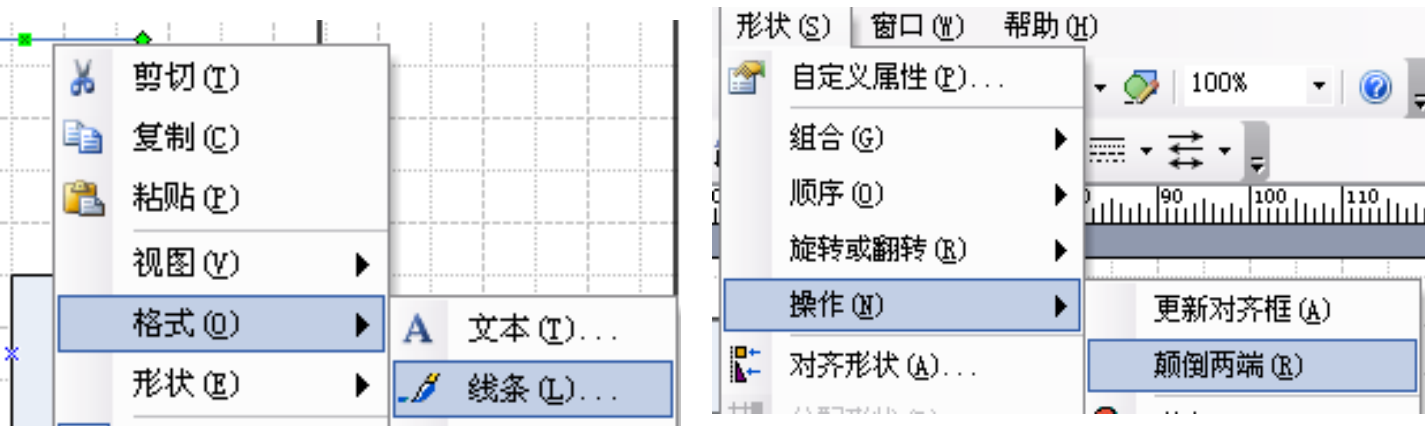 剪切(T)
复制(C)
粘贴(P)
视图(V)
格式(O)
形状(E)
文本(T)...
线条(L)...
形状(S) 窗口(W) 帮助(H)
自定义属性(P)...
100%
组合(G)
顺序(O)
90 100 110
旋转或翻转(R)
操作(N)
更新对齐框(A)
对齐形状(A)...
颠倒两端(R)